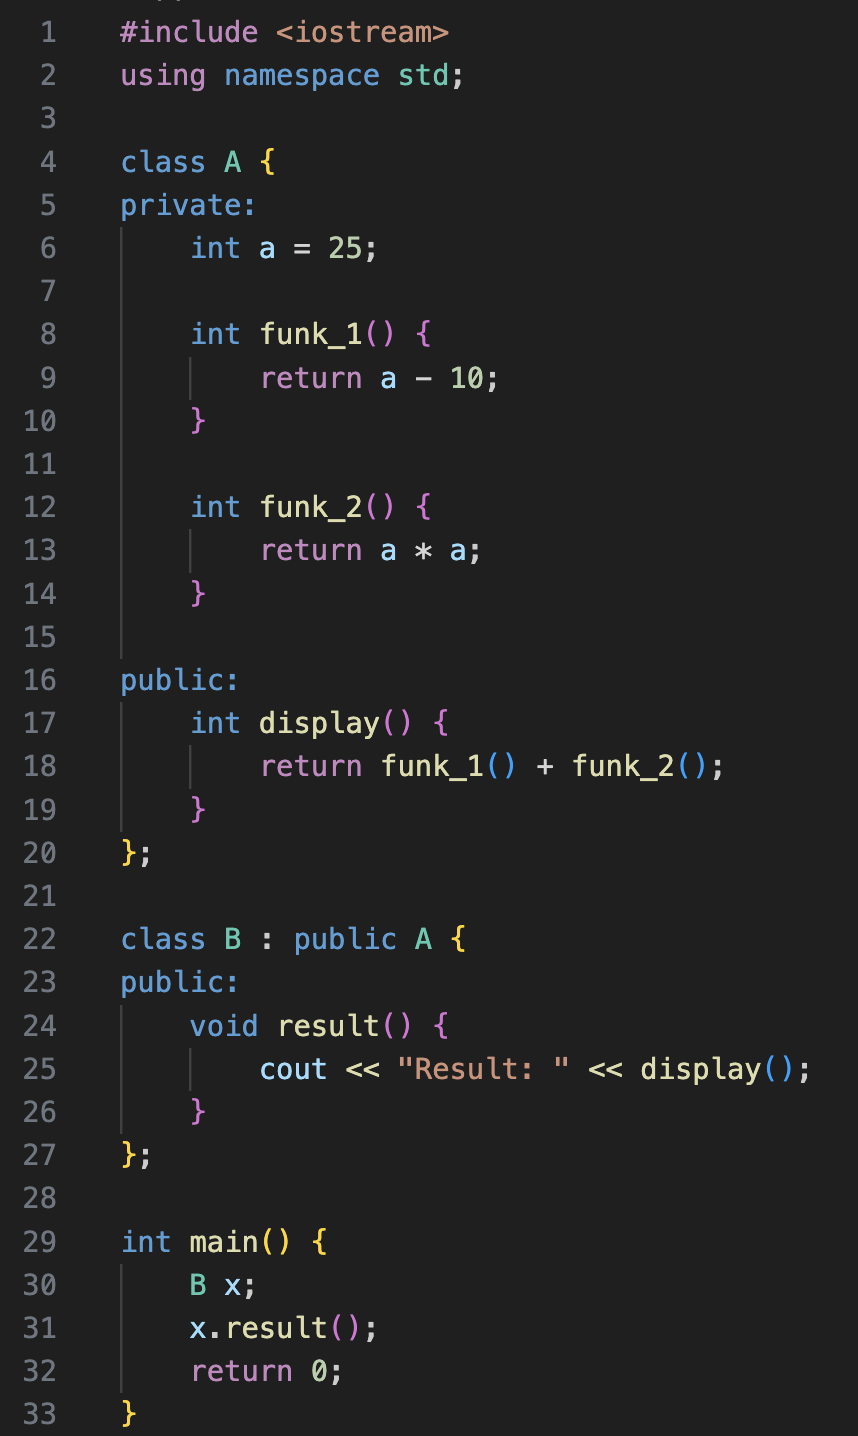 1 #include <iostream>
2 using namespace std;
3
4 class A {
5 private:
6     int a = 25;
7
8     int funk_1() {
9         return a - 10;
10     }
11
12     int funk_2() {
13         return a * a;
14     }
15
16 public:
17     int display() {
18         return funk_1() + funk_2();
19     }
20 };
21
22 class B : public A {
23 public:
24     void result() {
25         cout << "Result: " << display();
26     }
27 };
28
29 int main() {
30     B x;
31     x.result();
32     return 0;
33 }